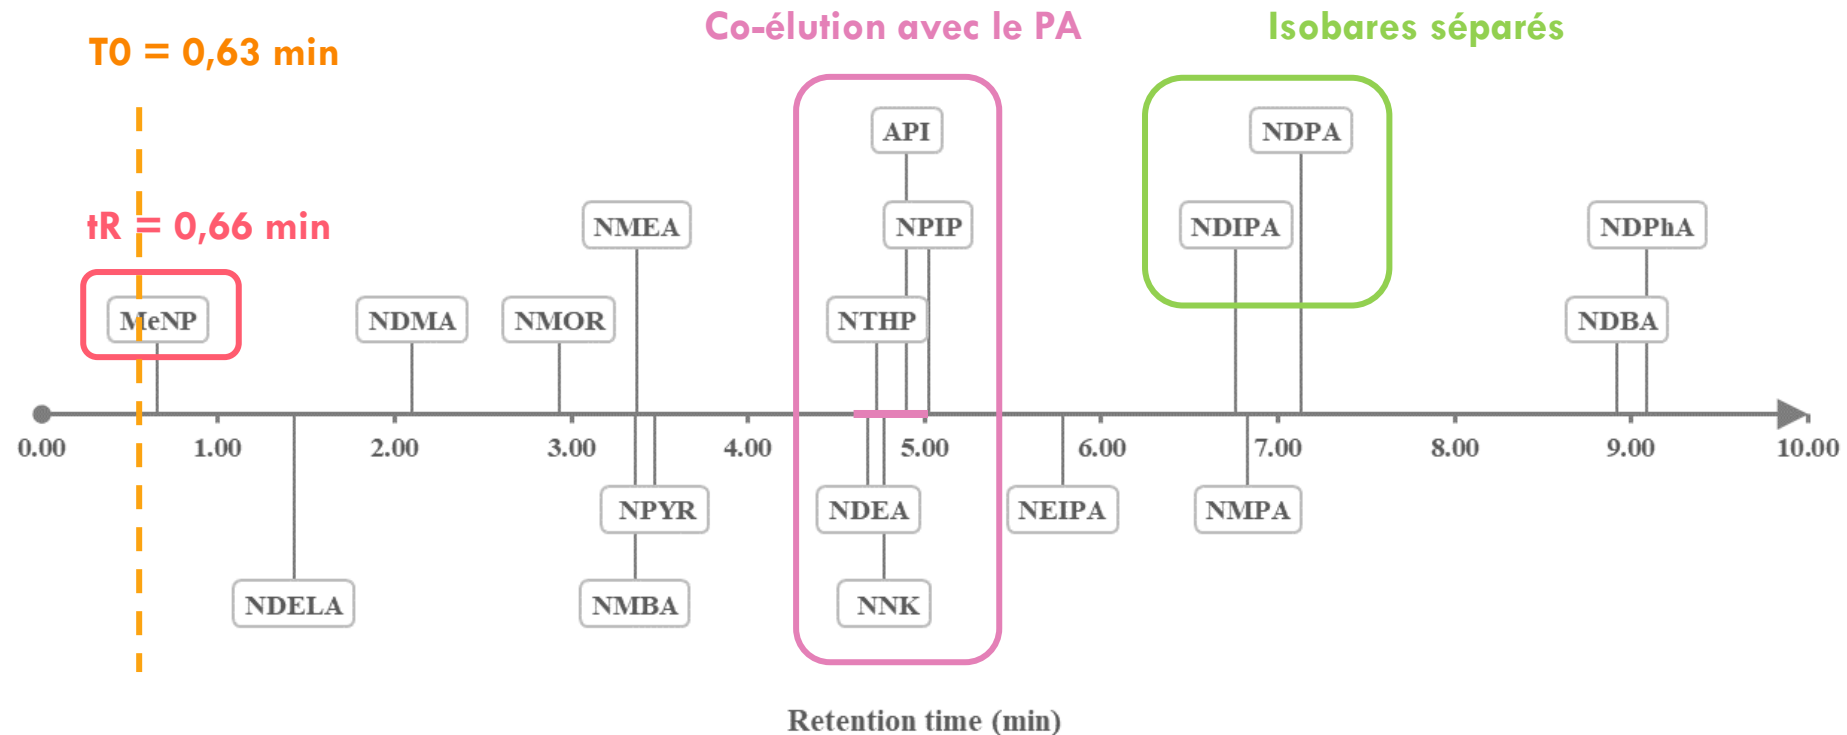 Co-élution avec le PA
Isobares séparés
T0 = 0,63 min
API
NDPA
tR = 0,66 min
NMEA
NPIP
NDIPA
NDPhA
MeNP
NDMA
NMOR
NTHP
NDBA
0.00 1.00 2.00 3.00 4.00 5.00 6.00 7.00 8.00 9.00 10.00
NPYR
NDEA
NEIPA
NMPA
NDELA
NMBA
NNK
Retention time (min)